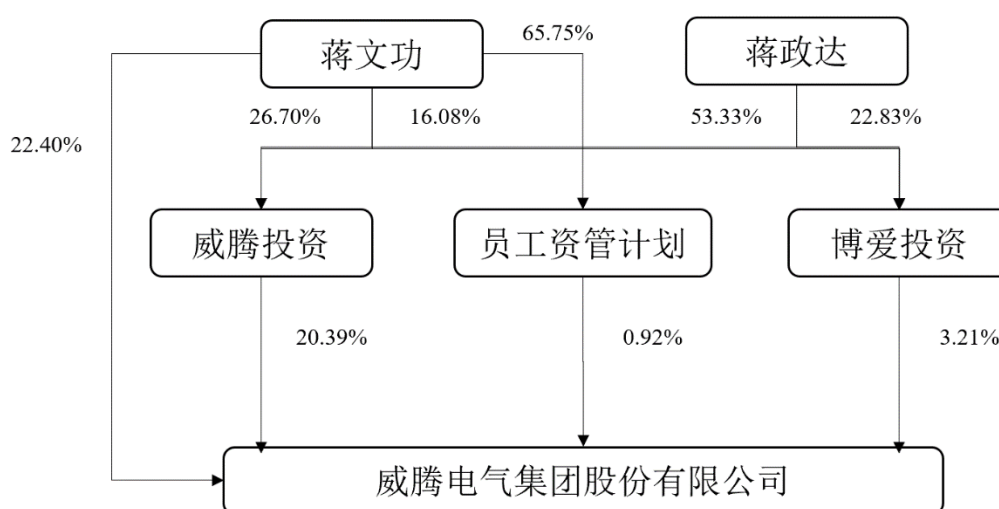 65.75%
蒋文功
蒋政达
26.70%
16.08%
53.33%
22.83%
22.40%
威腾投资
员工资管计划
博爱投资
20.39%
0.92%
3.21%
威腾电气集团股份有限公司